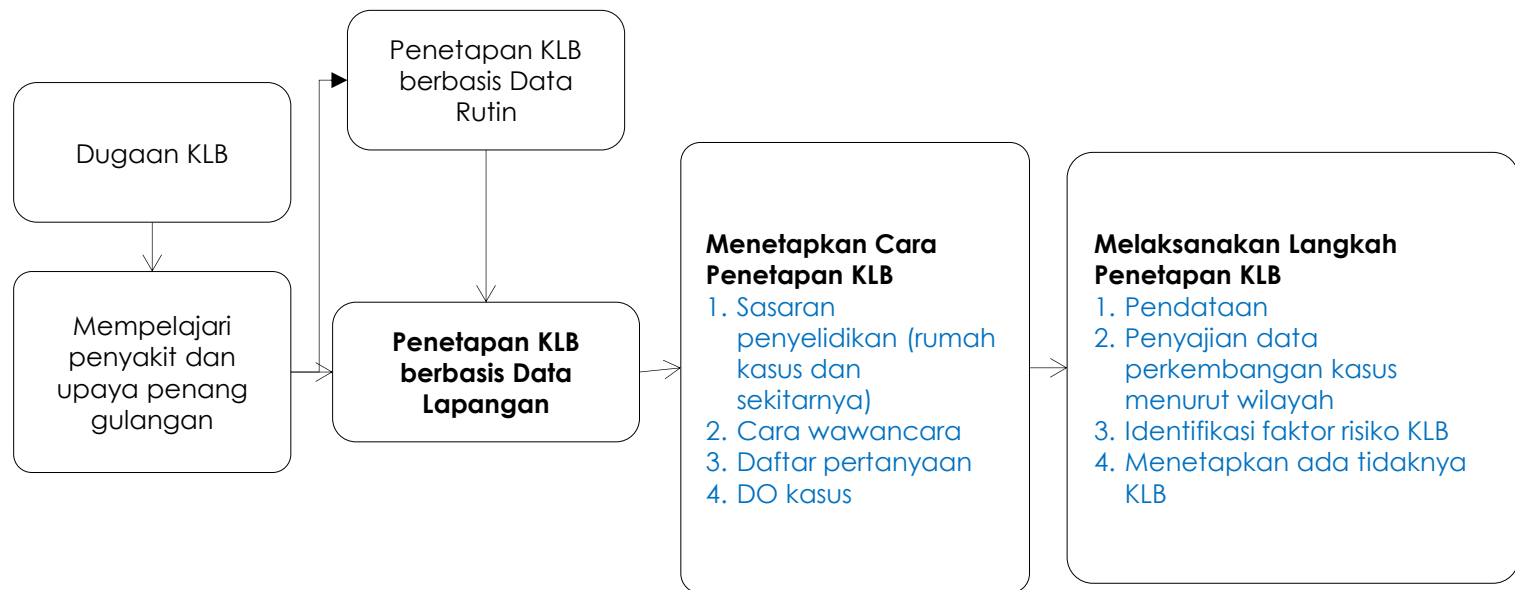 Dugaan KLB
Mempelajari
penyakit dan
upaya penang
gulangan
Penetapan KLB
berbasis Data
Rutin
Penetapan KLB
berbasis Data
Lapangan
Menetapkan Cara
Penetapan KLB
1. Sasaran
penyelidikan (rumah
kasus dan
sekitarnya)
2. Cara wawancara
3. Daftar pertanyaan
4. DO kasus
Melaksanakan Langkah
Penetapan KLB
1. Pendataan
2. Penyajian data
perkembangan kasus
menurut wilayah
3. Identifikasi faktor risiko KLB
4. Menetapkan ada tidaknya
KLB